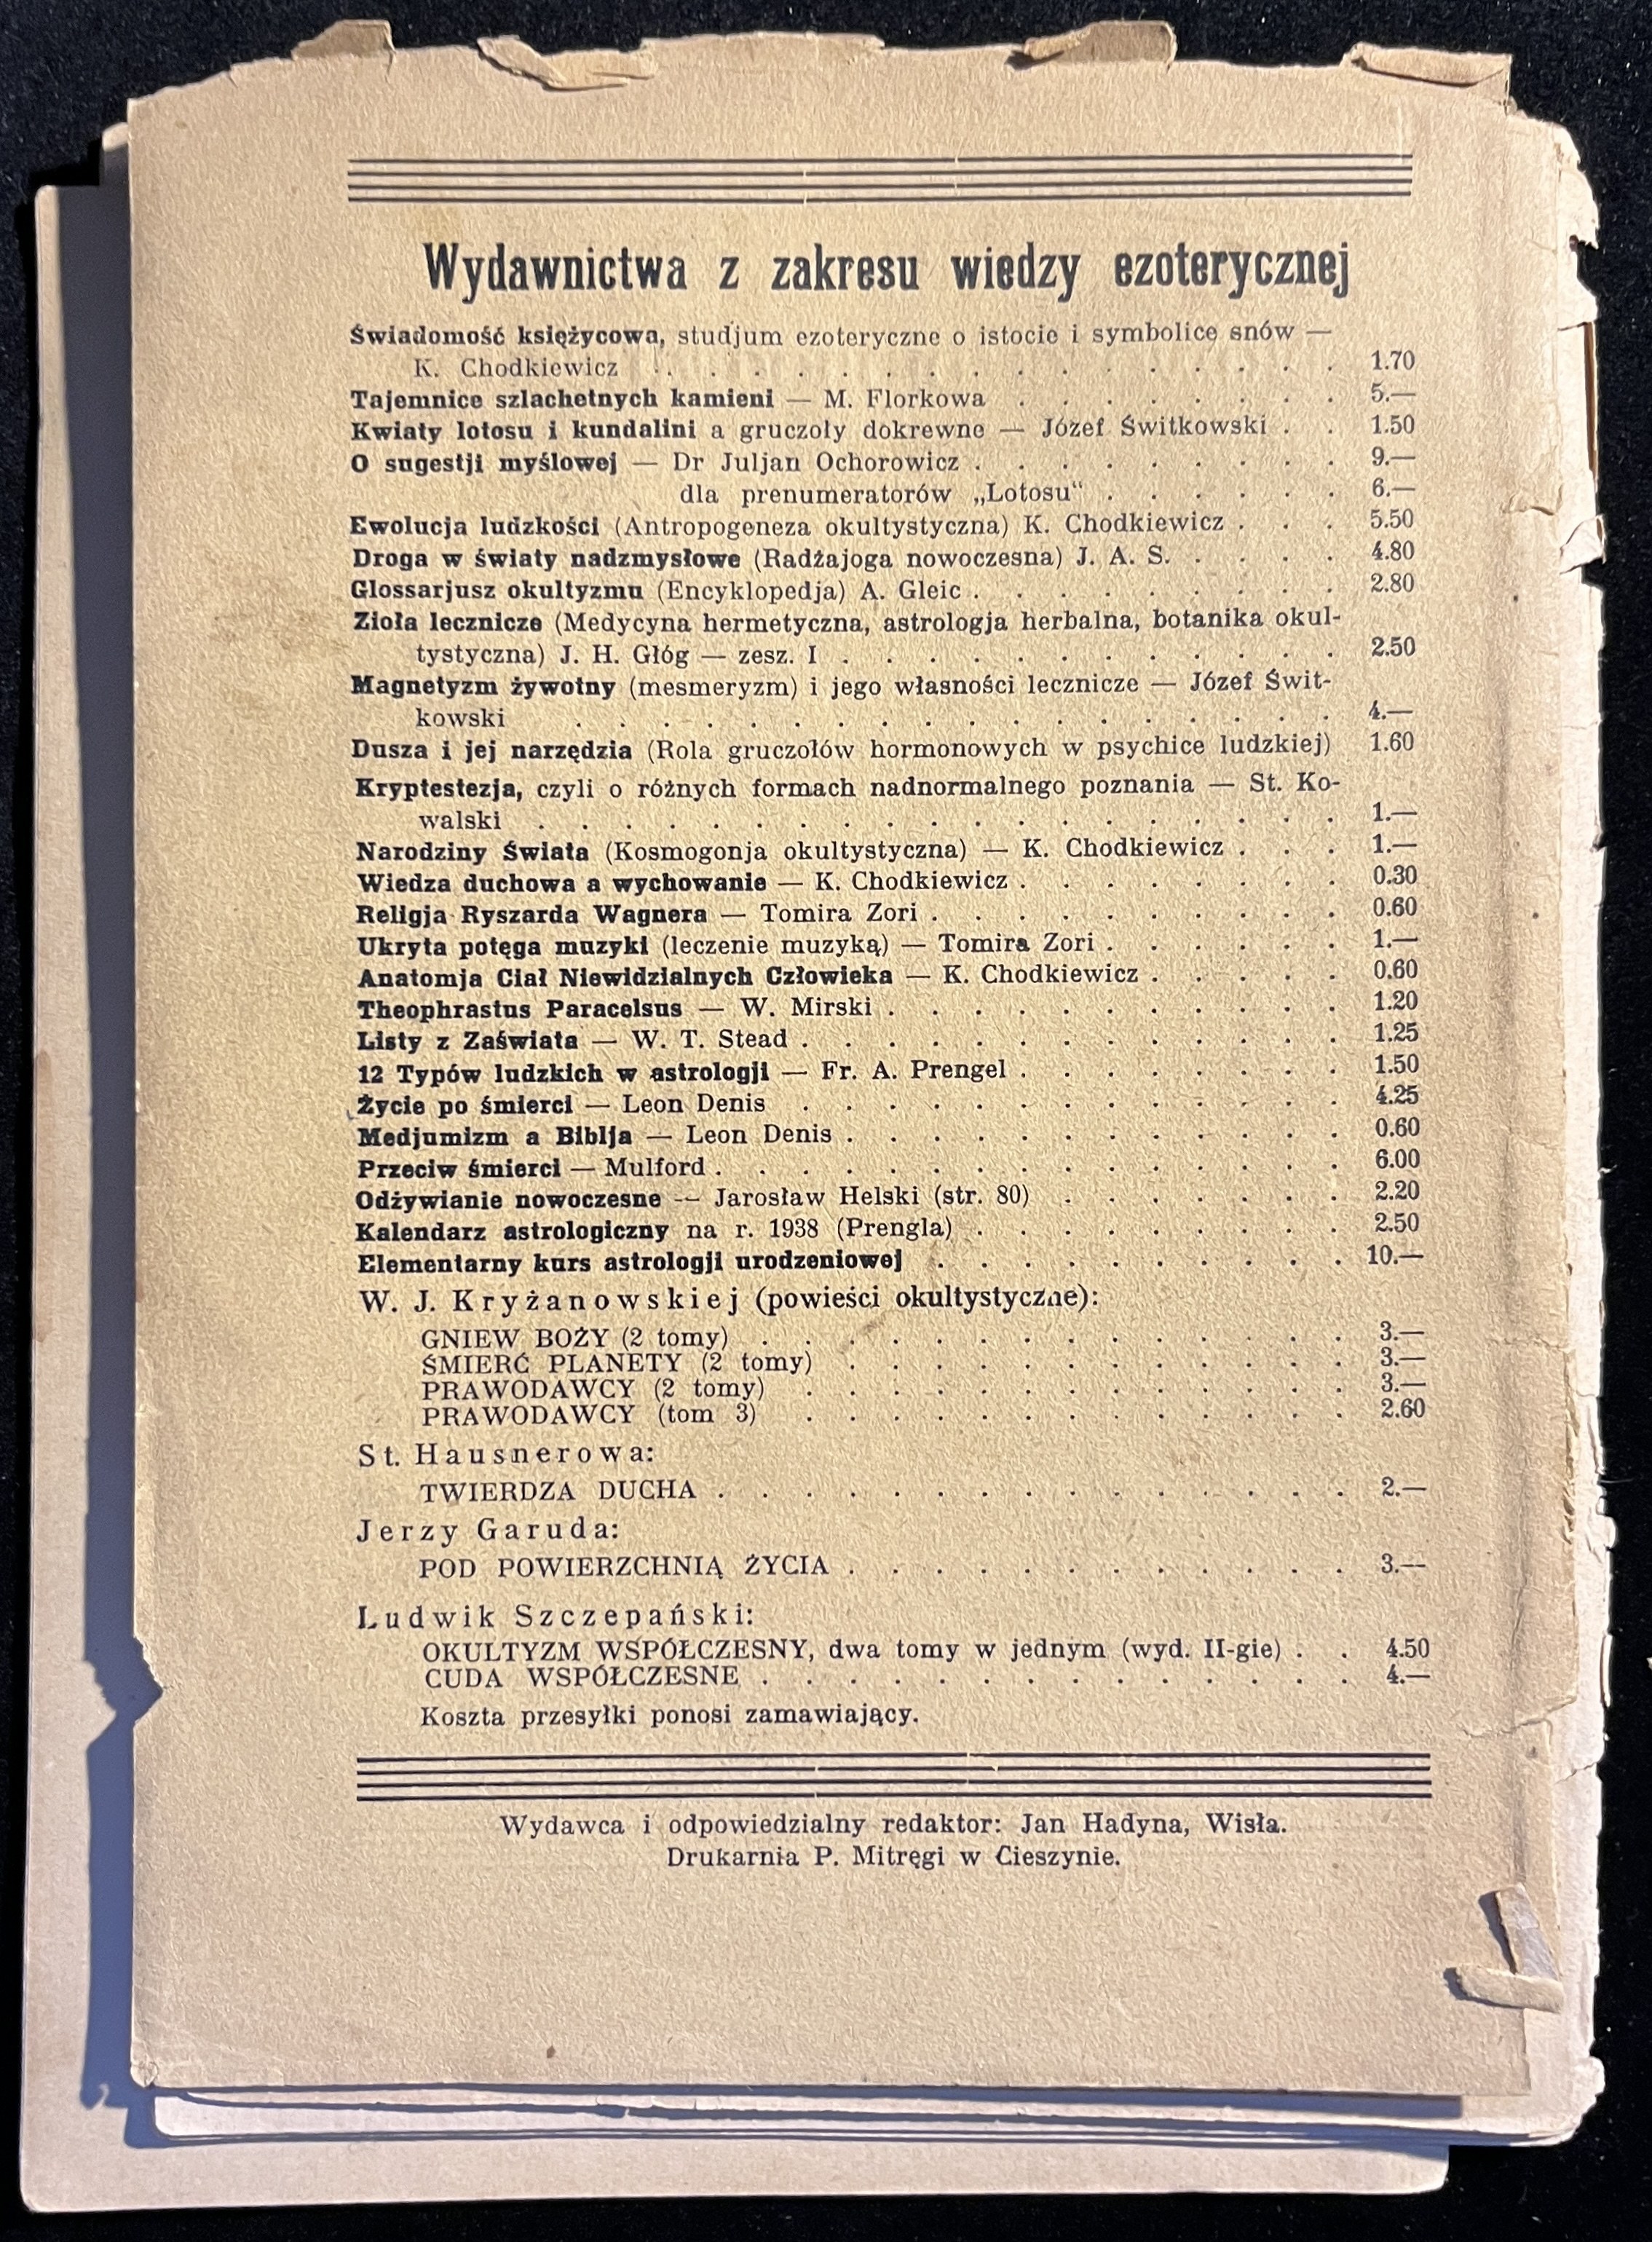 Wydawnictwa z zakresu wiedzy ezoterycznej
Świadomość księżycowa, studjum ezoteryczne o istocie i symbolice snów —
K. Chodkiewicz . . . . . . . . . . . . . . . . 1.70
Tajemnice szlachetnych kamieni — M. Florkowa . . . . . . . . 5.—
Kwiaty lotosu i kundalini a gruczoły dokrewne — Józef Świtkowski . . 1.50
O sugestji myślowej — Dr Juljan Ochorowicz . . . . . . . . . 9.—
dla prenumeratorów „Lotosu“ . . . . . . 6.—
Ewolucja ludzkości (Antropogeneza okultystyczna) K. Chodkiewicz . . . 5.50
Droga w światy nadzmysłowe (Radżajoga nowoczesna) J. A. S. . . . . 4.80
Glossarjusz okultyzmu (Encyklopedja) A. Gleic . . . . . . . . . 2.80
Zioła lecznicze (Medycyna hermetyczna, astrologja herbalna, botanika okul-
tystyczna) J. H. Głóg — zesz. I . . . . . . . . . . . . 2.50
Magnetyzm żywotny (mesmeryzm) i jego własności lecznicze — Józef Świt-
kowski . . . . . . . . . . . . . . . . . . 4.—
Dusza i jej narzędzia (Rola gruczołów hormonowych w psychice ludzkiej) 1.60
Kryptestezja, czyli o różnych formach nadnormalnego poznania — St. Ko-
walski . . . . . . . . . . . . . . . . . . . 1.—
Narodziny Świata (Kosmogonja okultystyczna) — K. Chodkiewicz . . . 1.—
Wiedza duchowa a wychowanie — K. Chodkiewicz . . . . . . . . 0.30
Religja Ryszarda Wagnera — Tomira Zori . . . . . . . . . . 0.60
Ukryta potęga muzyki (leczenie muzyką) — Tomira Zori . . . . . . 1.—
Anatomja Ciał Niewidzialnych Człowieka — K. Chodkiewicz . . . . . 0.60
Theophrastus Paracelsus — W. Mirski . . . . . . . . . . . 1.20
Listy z Zaświata — W. T. Stead . . . . . . . . . . . . . 1.25
12 Typów ludzkich w astrologji — Fr. A. Prengel . . . . . . . . 1.50
Życie po śmierci — Leon Denis . . . . . . . . . . . . . 4.25
Medjumizm a Biblja — Leon Denis . . . . . . . . . . . . 0.60
Przeciw śmierci — Mulford . . . . . . . . . . . . . . . 6.00
Odżywianie nowoczesne — Jarosław Helski (str. 80) . . . . . . . 2.20
Kalendarz astrologiczny na r. 1938 (Prengla) . . . . . . . . . 2.50
Elementarny kurs astrologji urodzeniowej . . . . . . . . . . 10.—
W. J. Kryżanowskiej (powieści okultystyczne):
GNIEW BOŻY (2 tomy) . . . . . . . . . . . . . . 3.—
ŚMIERĆ PLANETY (2 tomy) . . . . . . . . . . . . 3.—
PRAWODAWCY (2 tomy) . . . . . . . . . . . . . 3.—
PRAWODAWCY (tom 3) . . . . . . . . . . . . . 2.60
St. Hausnerowa:
TWIERDZA DUCHA . . . . . . . . . . . . . . . 2.—
Jerzy Garuda:
POD POWIERZCHNIĄ ŻYCIA . . . . . . . . . . . . 3.—
Ludwik Szczepański:
OKULTYZM WSPÓŁCZESNY, dwa tomy w jednym (wyd. II-gie) . . 4.50
CUDA WSPÓŁCZESNE . . . . . . . . . . . . . . 4.—
Koszta przesyłki ponosi zamawiający.
Wydawca i odpowiedzialny redaktor: Jan Hadyna, Wisła.
Drukarnia P. Mitręgi w Cieszynie.